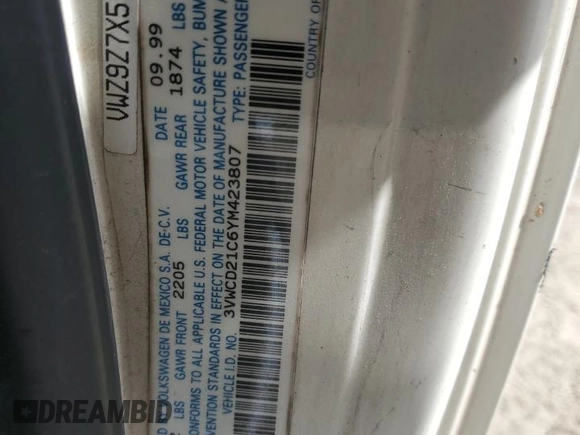 VWZ9Z7X5
D BY VOLKSWAGEN DE MEXICO S.A. DE C.V. DATE 09.99
LBS GAWR FRONT 2205 LBS GAWR REAR 1874 LBS
CONFORMS TO ALL APPLICABLE U.S. FEDERAL MOTOR VEHICLE SAFETY, BUM
VENTION STANDARDS IN EFFECT ON THE DATE OF MANUFACTURE SHOWN A
VEHICLE I.D. NO. 3VWCD21C6YM423807 TYPE: PASSENGER
COUNTRY OF
DREAMBID